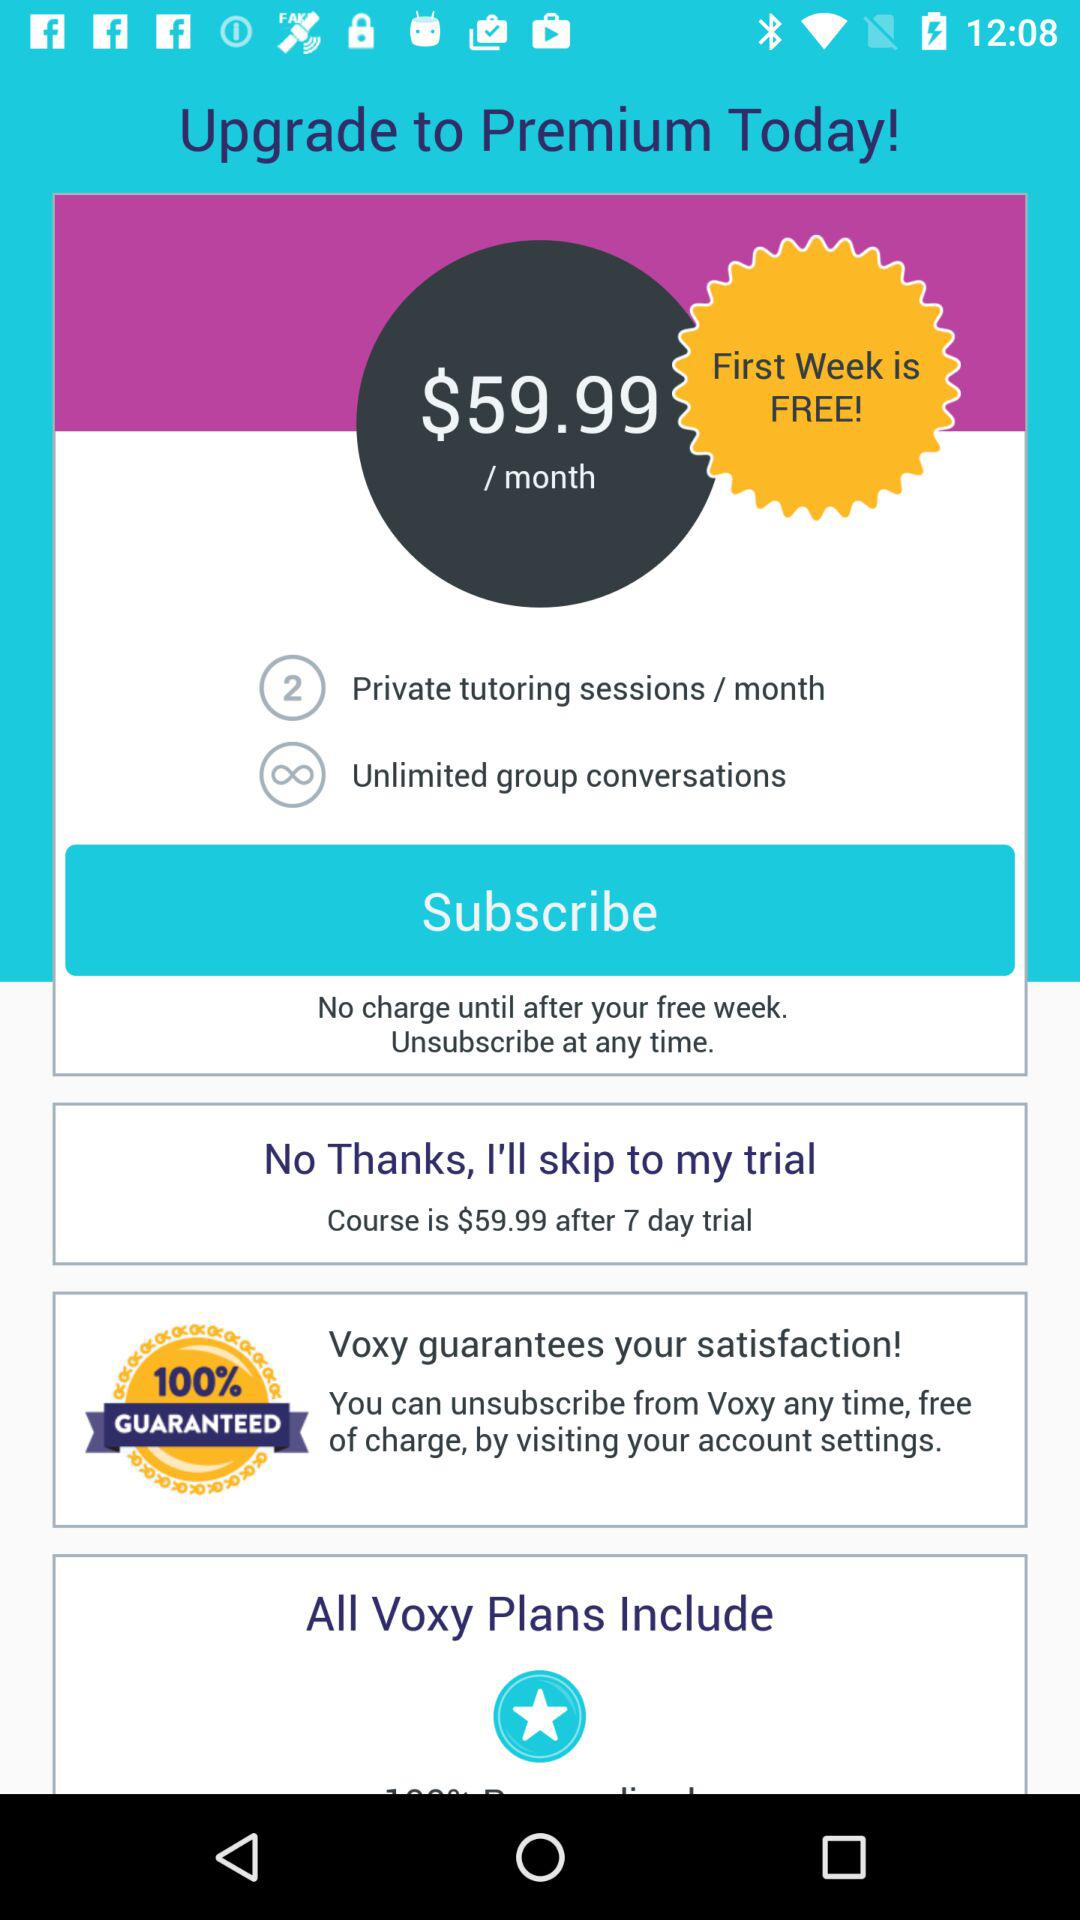 FAKE
12:08
Upgrade to Premium Today!
$59.99
/ month
First Week is
FREE!
2 Private tutoring sessions / month
Unlimited group conversations
Subscribe
No charge until after your free week.
Unsubscribe at any time.
No Thanks, I'll skip to my trial
Course is $59.99 after 7 day trial
100%
GUARANTEED
Voxy guarantees your satisfaction!
You can unsubscribe from Voxy any time, free
of charge, by visiting your account settings.
All Voxy Plans Include
100%